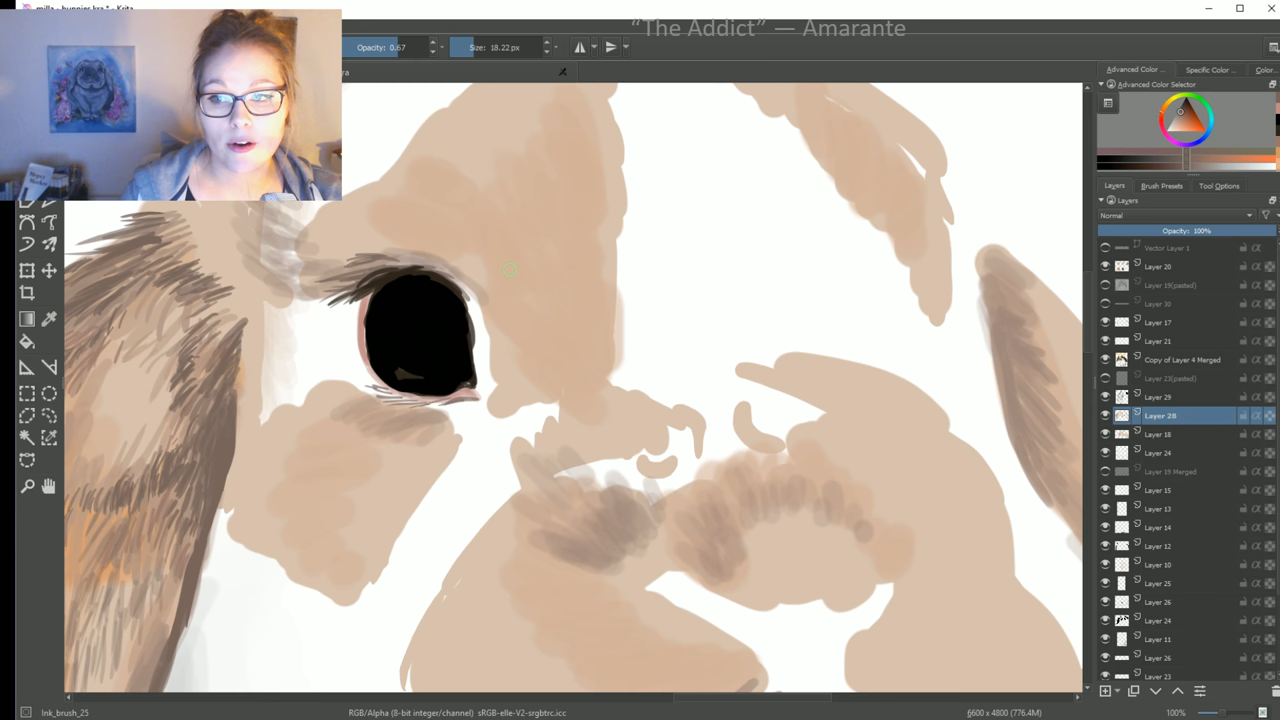 milla - bunnies.kra * - Krita
"The Addict" — Amarante
Opacity: 0.67
Size: 18.22 px
ra
Advanced Color ...
Specific Color ...
Color...
Advanced Color Selector
Layers
Brush Presets
Tool Options
Layers
Normal
Opacity: 100%
Vector Layer 1
Layer 20
Layer 19(pasted)
Layer 30
Layer 17
Layer 21
Copy of Layer 4 Merged
Layer 23(pasted)
Layer 29
Layer 28
Layer 18
Layer 24
Layer 19 Merged
Layer 15
Layer 13
Layer 14
Layer 12
Layer 10
Layer 25
Layer 26
Layer 24
Layer 11
Layer 26
Layer 23
Ink_brush_25
RGB/Alpha (8-bit integer/channel) sRGB-elle-V2-srgbtrc.icc
6600 x 4800 (776.4M)
100%